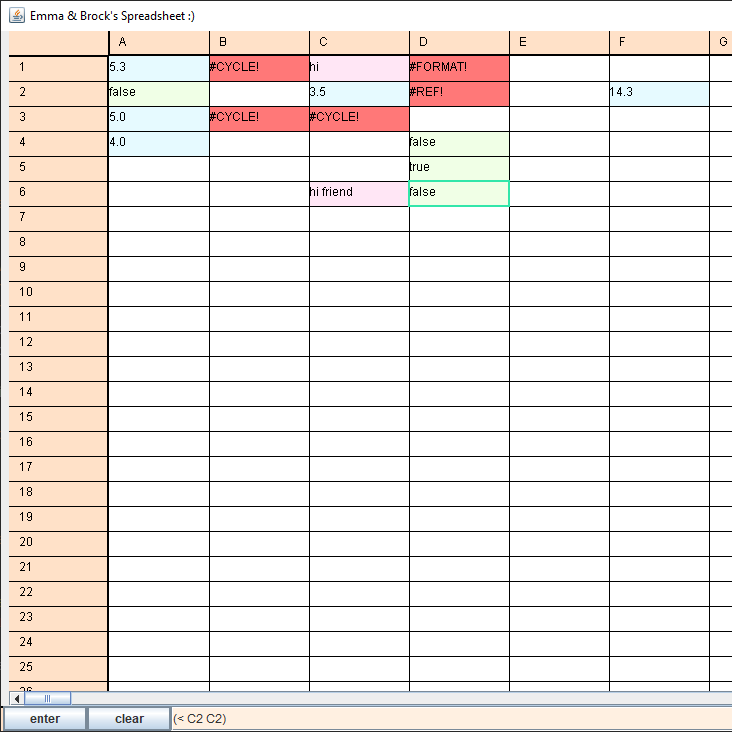 Emma & Brock's Spreadsheet :)
A B C D E F G
1 5.3 #CYCLE! hi #FORMAT!
2 false 3.5 #REF! 14.3
3 5.0 #CYCLE! #CYCLE!
4 4.0 false
5 true
6 hi friend false
7
8
9
10
11
12
13
14
15
16
17
18
19
20
21
22
23
24
25
26
enter clear (< C2 C2)